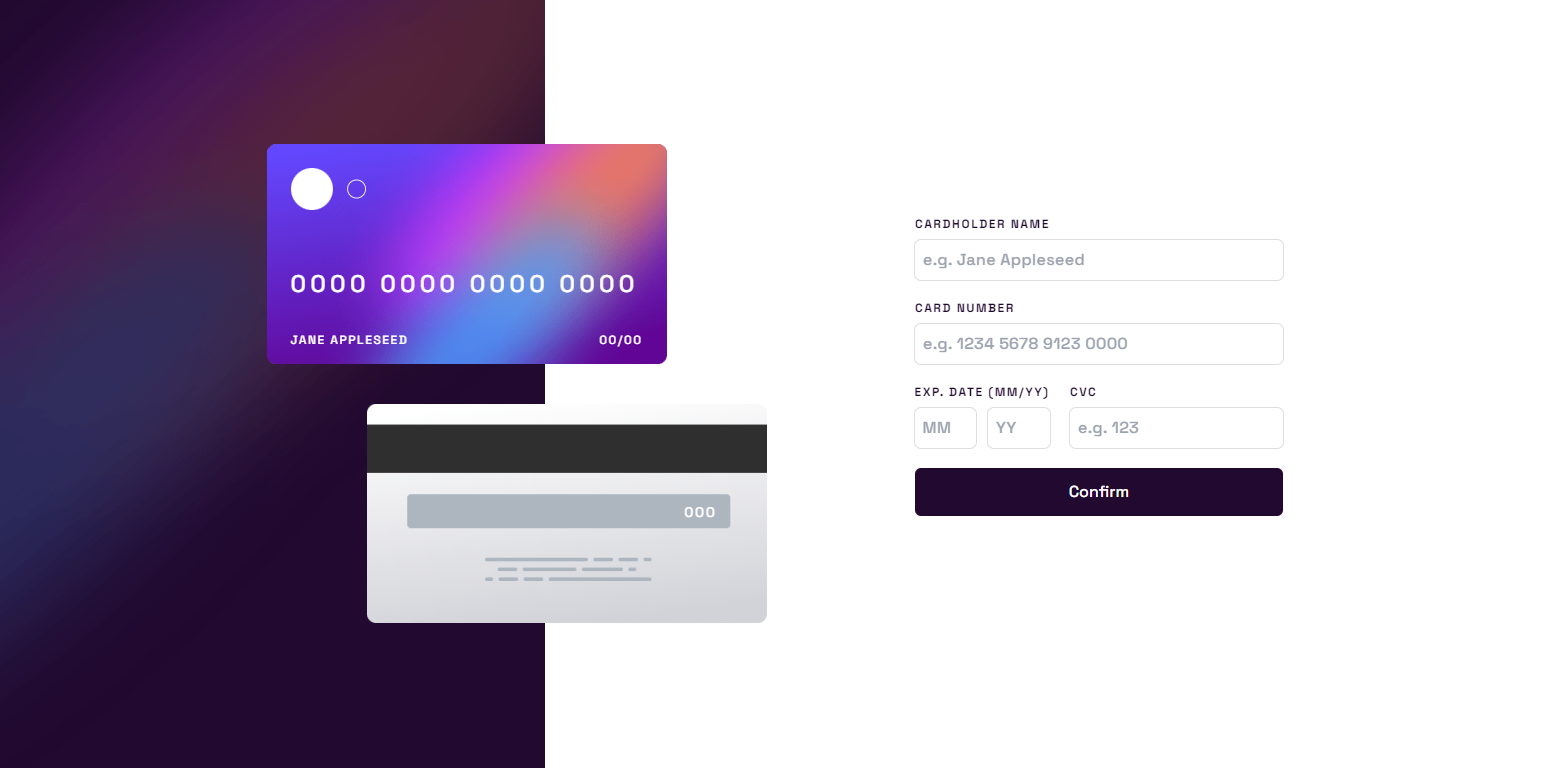 0000 0000 0000 0000
JANE APPLESEED 00/00
000
CARDHOLDER NAME
e.g. Jane Appleseed
CARD NUMBER
e.g. 1234 5678 9123 0000
EXP. DATE (MM/YY) CVC
MM YY e.g. 123
Confirm